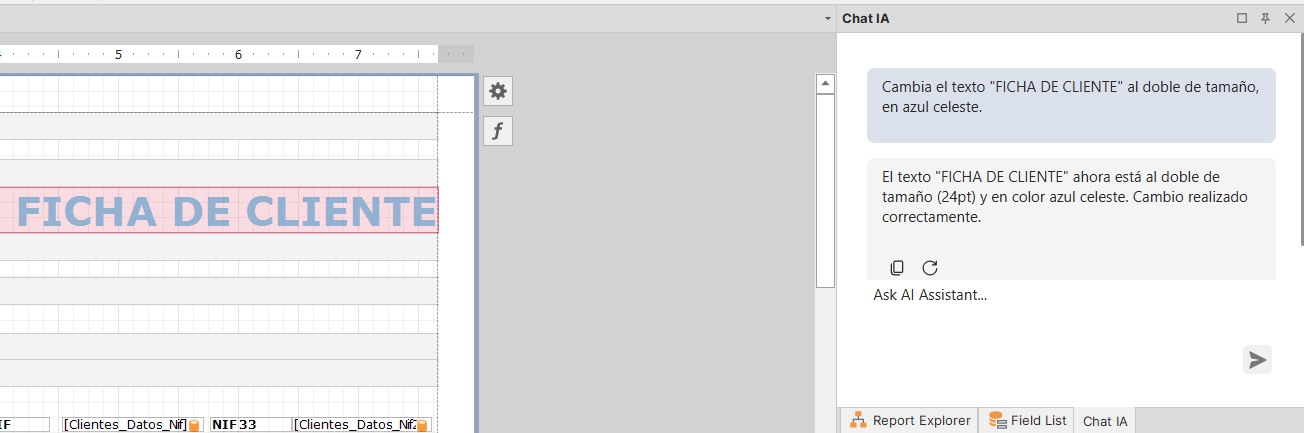 Chat IA
5 6 7
Cambia el texto "FICHA DE CLIENTE" al doble de tamaño,
en azul celeste.
El texto "FICHA DE CLIENTE" ahora está al doble de
tamaño (24pt) y en color azul celeste. Cambio realizado
correctamente.
f
FICHA DE CLIENTE
Ask AI Assistant...
[Clientes_Datos_Nif] NIF33 [Clientes_Datos_Nif2
Report Explorer Field List Chat IA